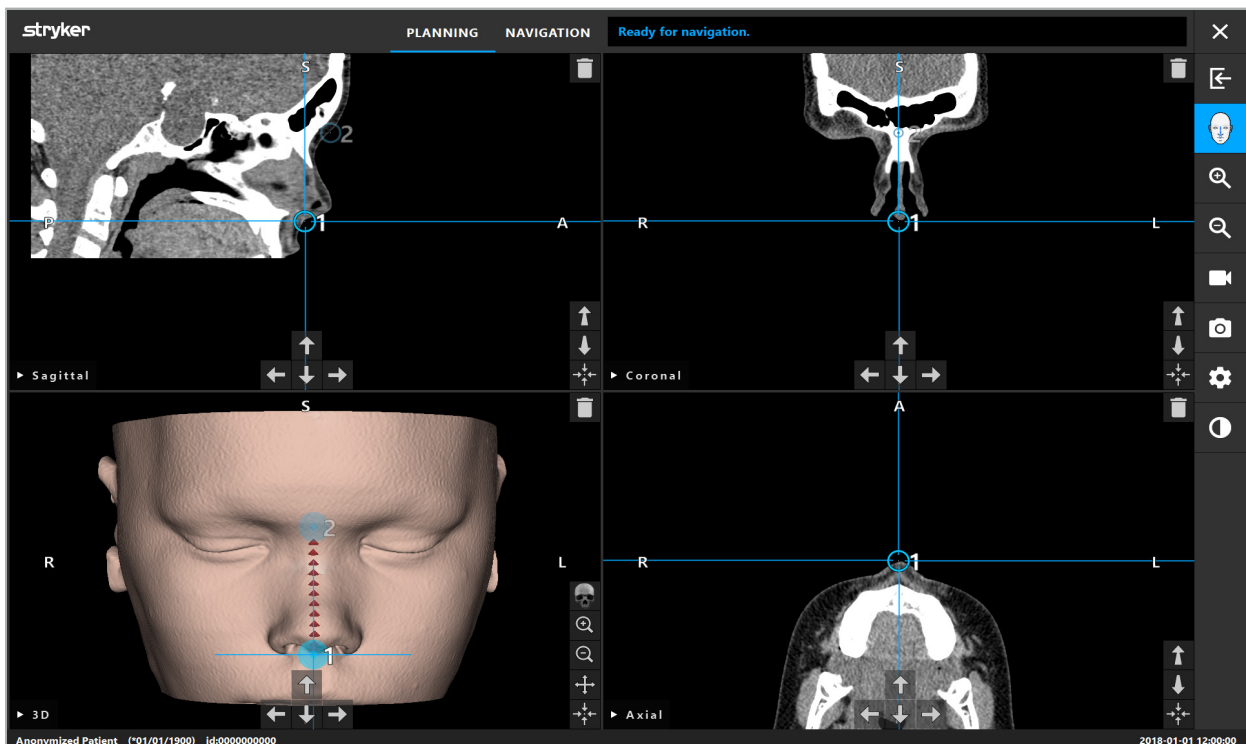 stryker
PLANNING NAVIGATION Ready for navigation.
S
2
1
P
A
Sagittal
S
2
1
R
L
Coronal
S
2
R
L
1
3D
A
R
1
L
Axial
Anonymized Patient (*01/01/1900) id:0000000000 2018-01-01 12:00:00